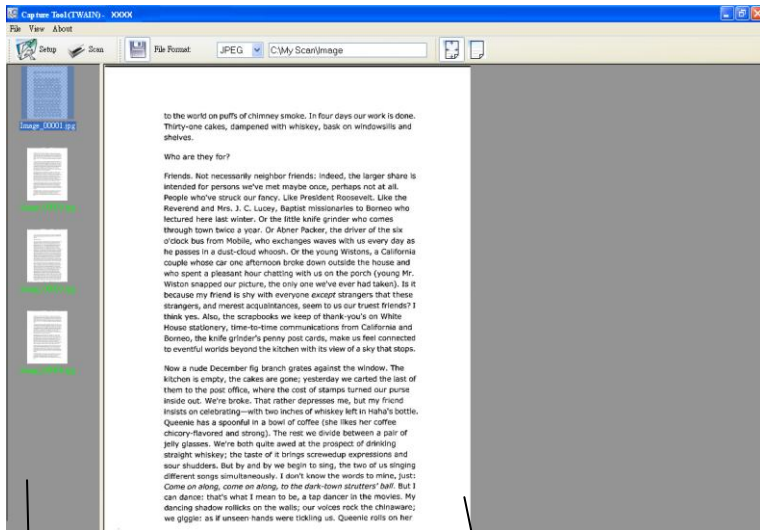 Capture Tool(TWAIN) - XXXX
File View About
Setup Scan File Format: JPEG C:\My Scan\Image
Image_00001.jpg
to the world on puffs of chimney smoke. In four days our work is done.
Thirty-one cakes, dampened with whiskey, bask on windowsills and
shelves.
Who are they for?
Friends. Not necessarily neighbor friends: indeed, the larger share is
intended for persons we've met maybe once, perhaps not at all.
People who've struck our fancy. Like President Roosevelt. Like the
Reverend and Mrs. J. C. Lucey, Baptist missionaries to Borneo who
lectured here last winter. Or the little knife grinder who comes
through town twice a year. Or Abner Packer, the driver of the six
o'clock bus from Mobile, who exchanges waves with us every day as
he passes in a dust-cloud whoosh. Or the young Wistons, a California
couple whose car one afternoon broke down outside the house and
who spent a pleasant hour chatting with us on the porch (young Mr.
Wiston snapped our picture, the only one we've ever had taken). Is it
because my friend is shy with everyone except strangers that these
strangers, and merest acquaintances, seem to us our truest friends? I
think yes. Also, the scrapbooks we keep of thank-you's on White
House stationery, time-to-time communications from California and
Borneo, the knife grinder's penny post cards, make us feel connected
to eventful worlds beyond the kitchen with its view of a sky that stops.
Now a nude December fig branch grates against the window. The
kitchen is empty, the cakes are gone; yesterday we carted the last of
them to the post office, where the cost of stamps turned our purse
inside out. We're broke. That rather depresses me, but my friend
insists on celebrating—with two inches of whiskey left in Haha's bottle.
Queenie has a spoonful in a bowl of coffee (she likes her coffee
chicory-flavored and strong). The rest we divide between a pair of
jelly glasses. We're both quite awed at the prospect of drinking
straight whiskey; the taste of it brings screwedup expressions and
sour shudders. But by and by we begin to sing, the two of us singing
different songs simultaneously. I don't know the words to mine, just:
Come on along, come on along, to the dark-town strutters' ball. But I
can dance: that's what I mean to be, a tap dancer in the movies. My
dancing shadow rollicks on the walls; our voices rock the chinaware;
we giggle: as if unseen hands were tickling us. Queenie rolls on her